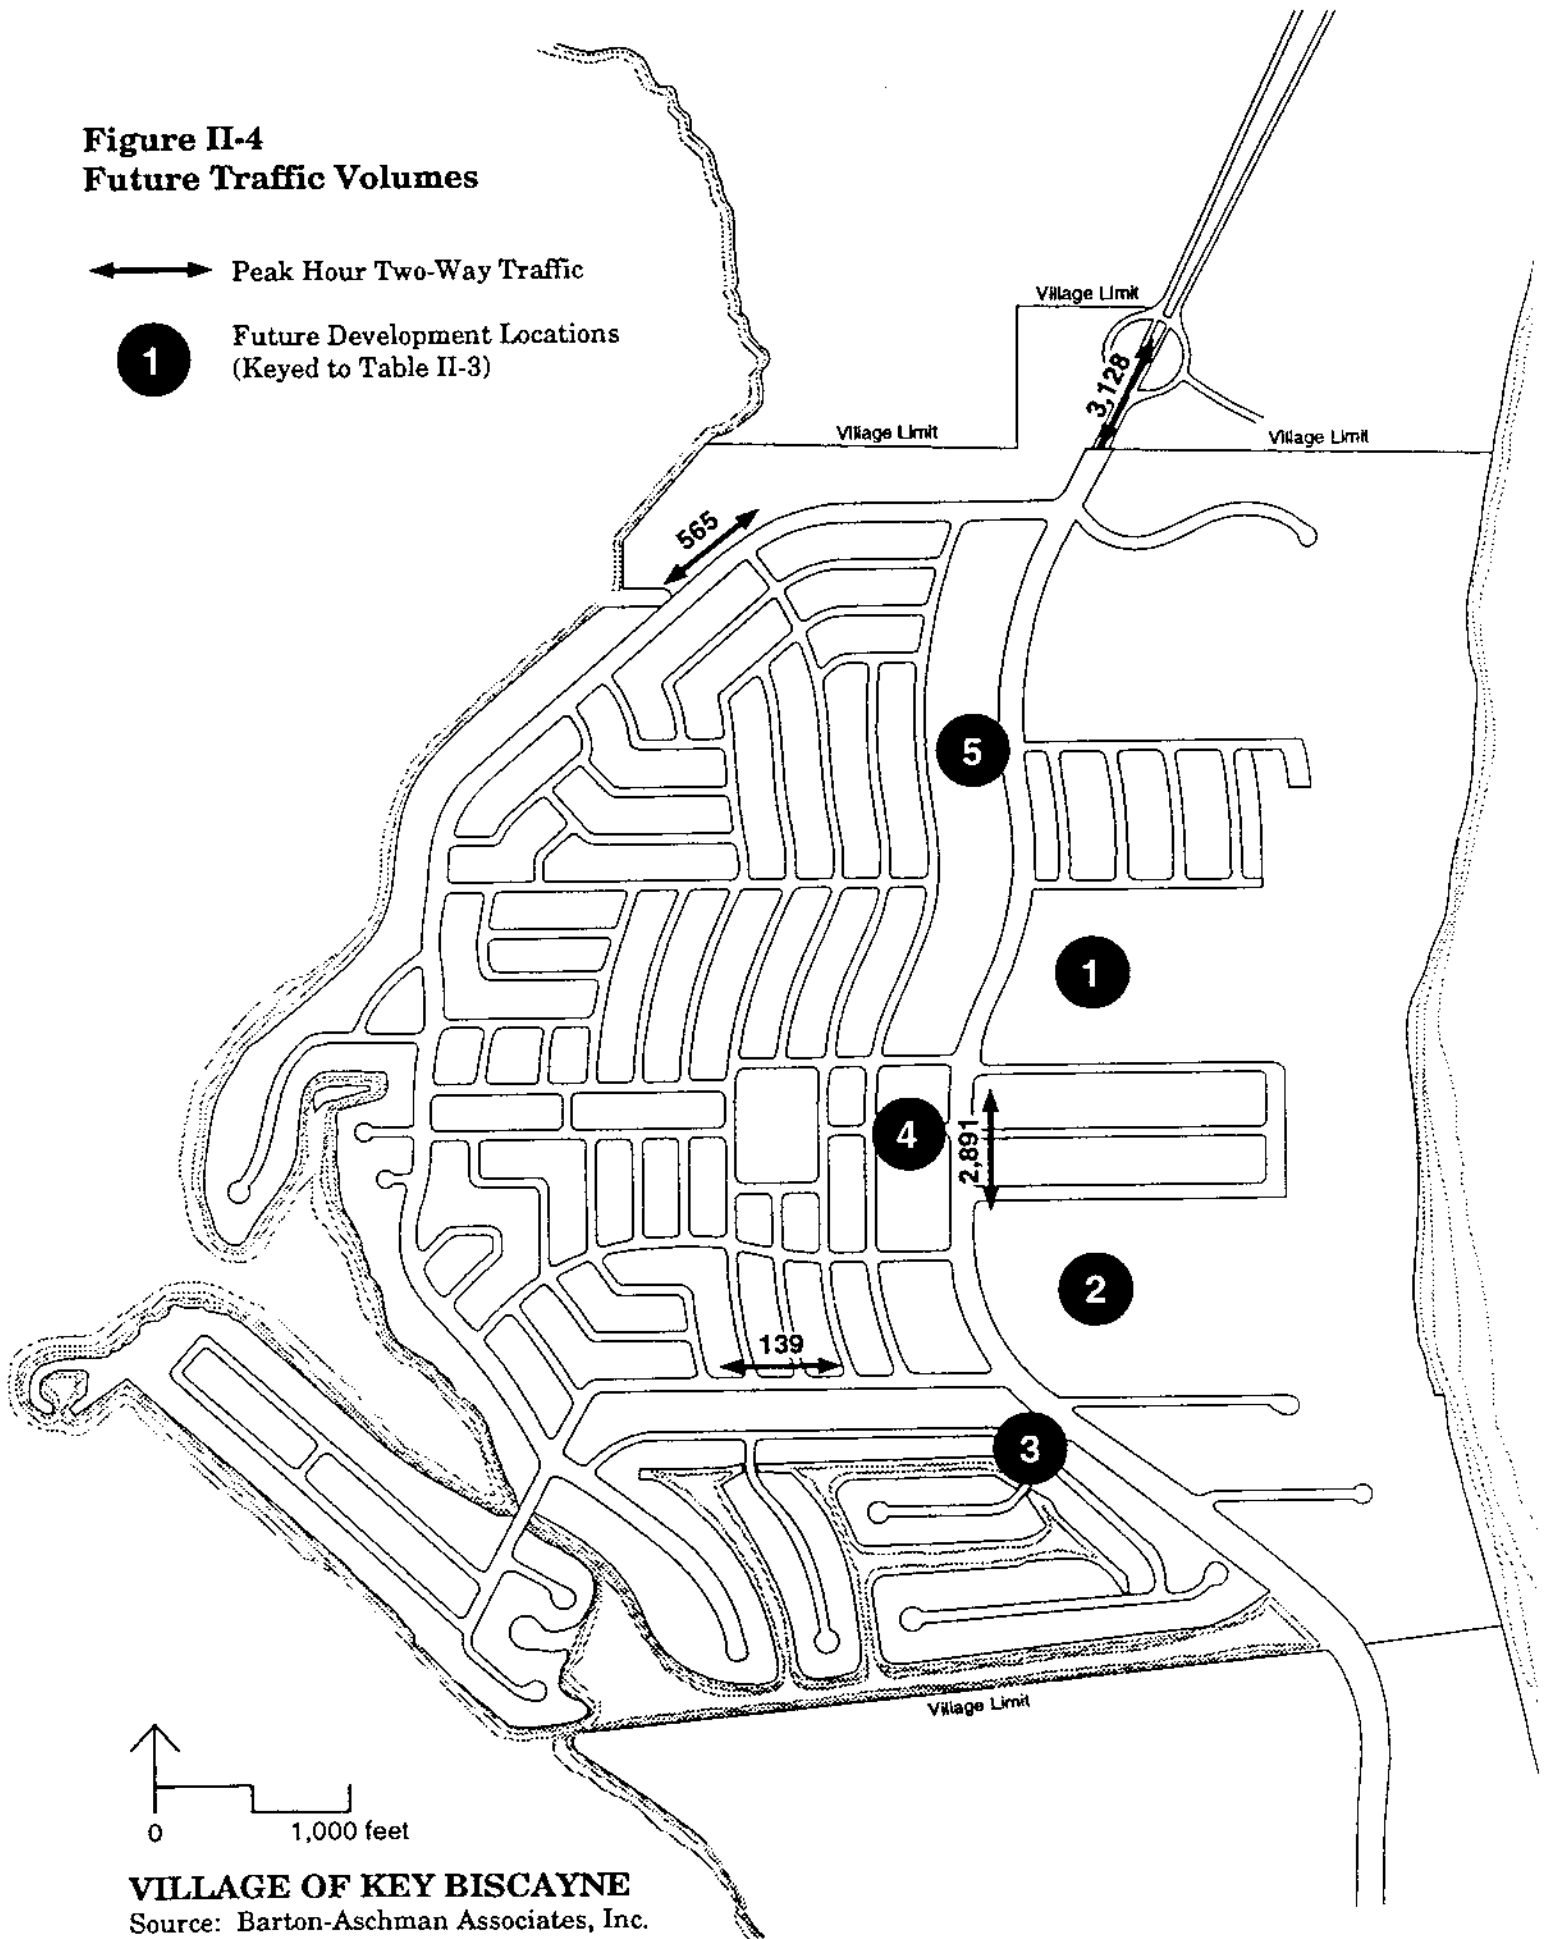 Figure II-4
Future Traffic Volumes
Peak Hour Two-Way Traffic
1
Future Development Locations
(Keyed to Table II-3)
Village Limit
3,128
Village Limit
Village Limit
565
5
1
4
2,891
2
139
3
Village Limit
0
1,000 feet
VILLAGE OF KEY BISCAYNE
Source: Barton-Aschman Associates, Inc.